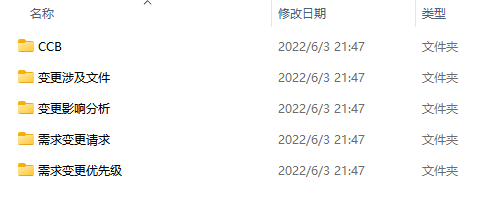 名称 修改日期 类型
CCB 2022/6/3 21:47 文件夹
变更涉及文件 2022/6/3 21:47 文件夹
变更影响分析 2022/6/3 21:47 文件夹
需求变更请求 2022/6/3 21:47 文件夹
需求变更优先级 2022/6/3 21:47 文件夹